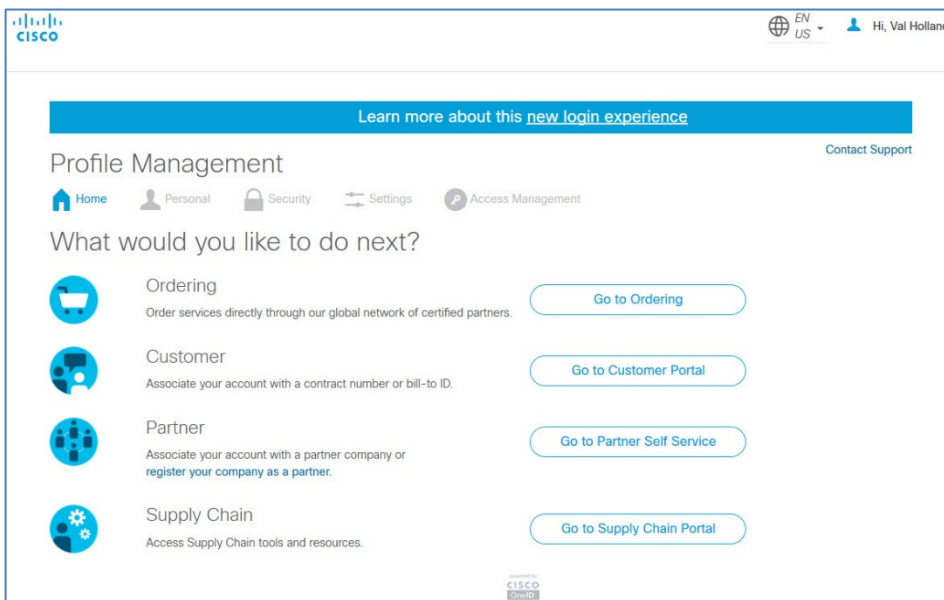 CISCO
EN
US
Hi, Val Holland
Learn more about this new login experience
Contact Support
Profile Management
Home
Personal
Security
Settings
Access Management
What would you like to do next?
Ordering
Order services directly through our global network of certified partners.
Go to Ordering
Customer
Associate your account with a contract number or bill-to ID.
Go to Customer Portal
Partner
Associate your account with a partner company or
register your company as a partner.
Go to Partner Self Service
Supply Chain
Access Supply Chain tools and resources.
Go to Supply Chain Portal
powered by
CISCO
OneID